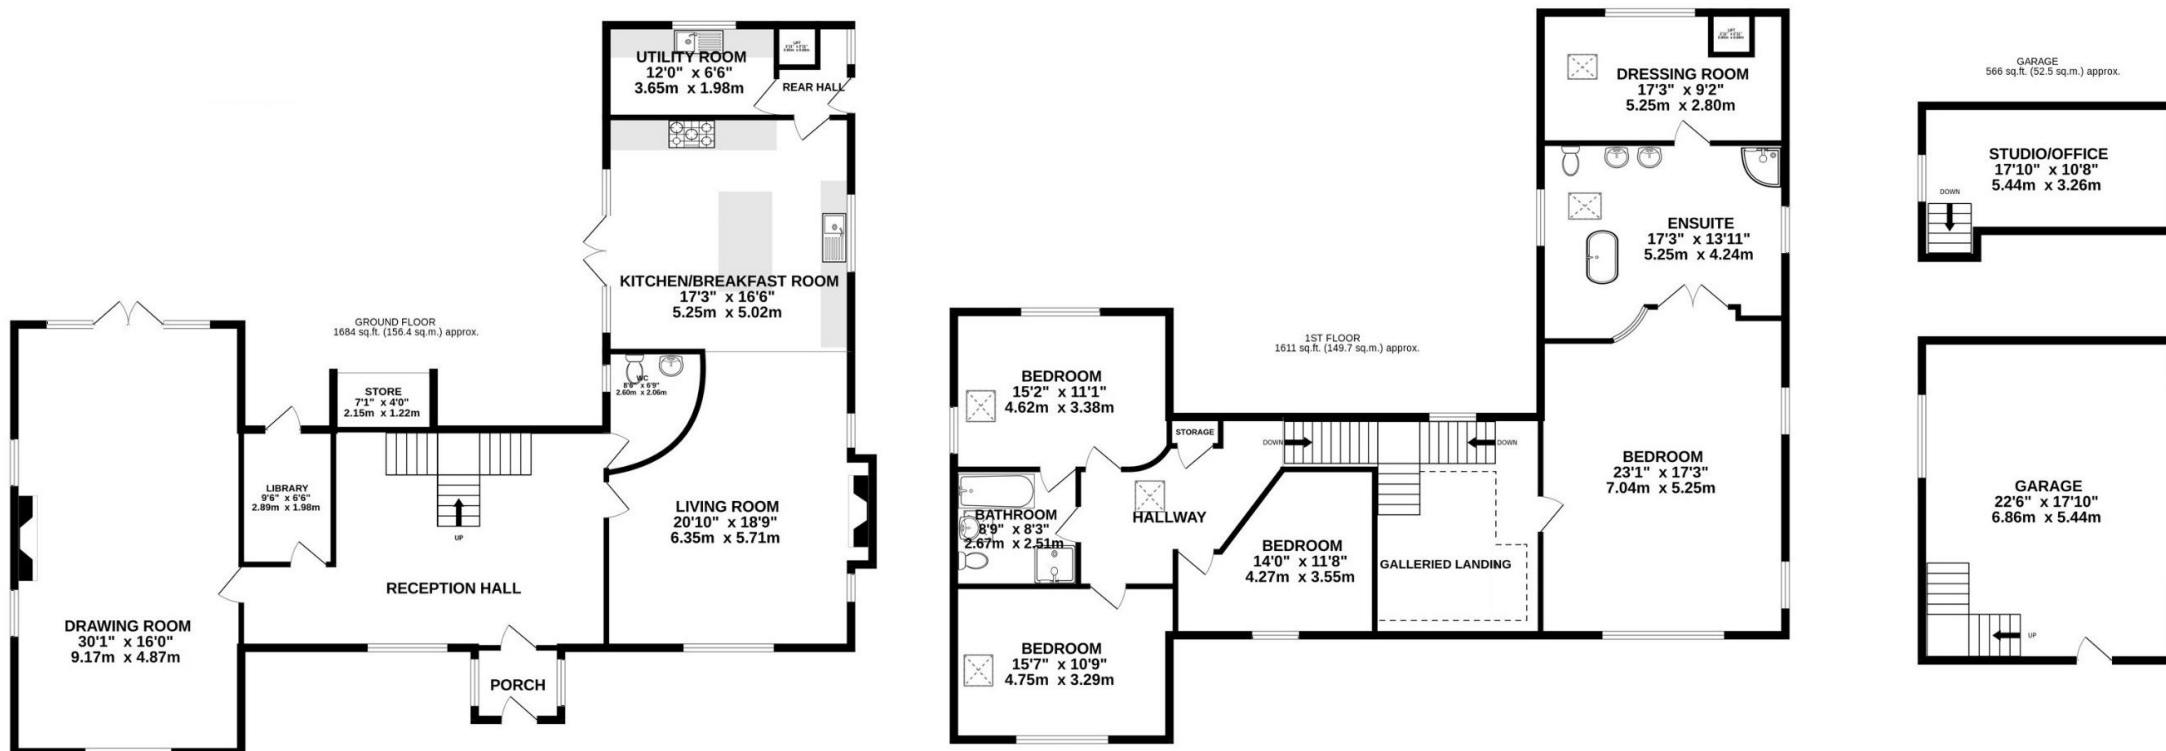 UTILITY ROOM
12'0" x 6'6"
3.65m x 1.98m
LIFT
REAR HALL
KITCHEN/BREAKFAST ROOM
17'3" x 16'6"
5.25m x 5.02m
GROUND FLOOR
1684 sq.ft. (156.4 sq.m.) approx.
STORE
7'1" x 4'0"
2.15m x 1.22m
WC
8'6" x 6'9"
2.60m x 2.06m
LIBRARY
9'6" x 6'6"
2.89m x 1.98m
UP
LIVING ROOM
20'10" x 18'9"
6.35m x 5.71m
RECEPTION HALL
DRAWING ROOM
30'1" x 16'0"
9.17m x 4.87m
PORCH
LIFT
DRESSING ROOM
17'3" x 9'2"
5.25m x 2.80m
ENSUITE
17'3" x 13'11"
5.25m x 4.24m
1ST FLOOR
1611 sq.ft. (149.7 sq.m.) approx.
BEDROOM
15'2" x 11'1"
4.62m x 3.38m
STORAGE
DOWN
DOWN
BEDROOM
23'1" x 17'3"
7.04m x 5.25m
BATHROOM
8'9" x 8'3"
2.67m x 2.51m
HALLWAY
BEDROOM
14'0" x 11'8"
4.27m x 3.55m
GALLERIED LANDING
BEDROOM
15'7" x 10'9"
4.75m x 3.29m
GARAGE
566 sq.ft. (52.5 sq.m.) approx.
STUDIO/OFFICE
17'10" x 10'8"
5.44m x 3.26m
DOWN
GARAGE
22'6" x 17'10"
6.86m x 5.44m
UP